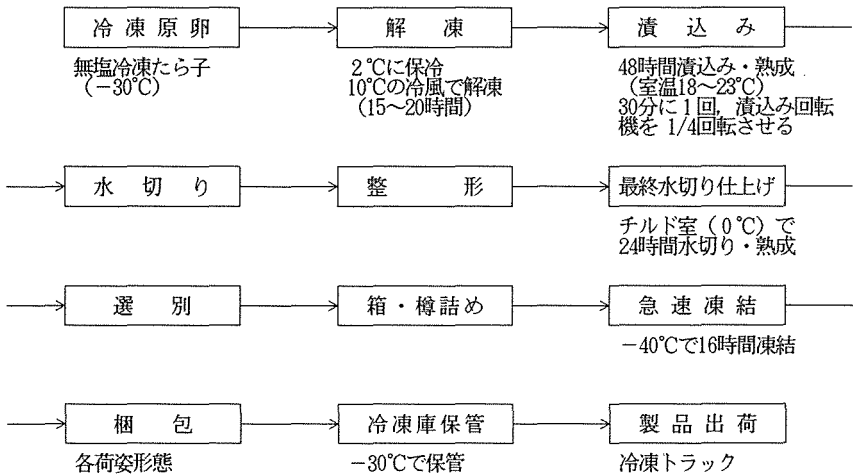 冷凍原卵
解凍
漬込み
無塩冷凍たら子
(-30℃)
2℃に保冷
10℃の冷風で解凍
(15~20時間)
48時間漬込み・熟成
(室温18~23℃)
30分に1回,漬込み回転
機を 1/4回転させる
水切り
整形
最終水切り仕上げ
チルド室(0℃)で
24時間水切り・熟成
選別
箱・樽詰め
急速凍結
-40℃で16時間凍結
梱包
冷凍庫保管
製品出荷
各荷姿形態
-30℃で保管
冷凍トラック